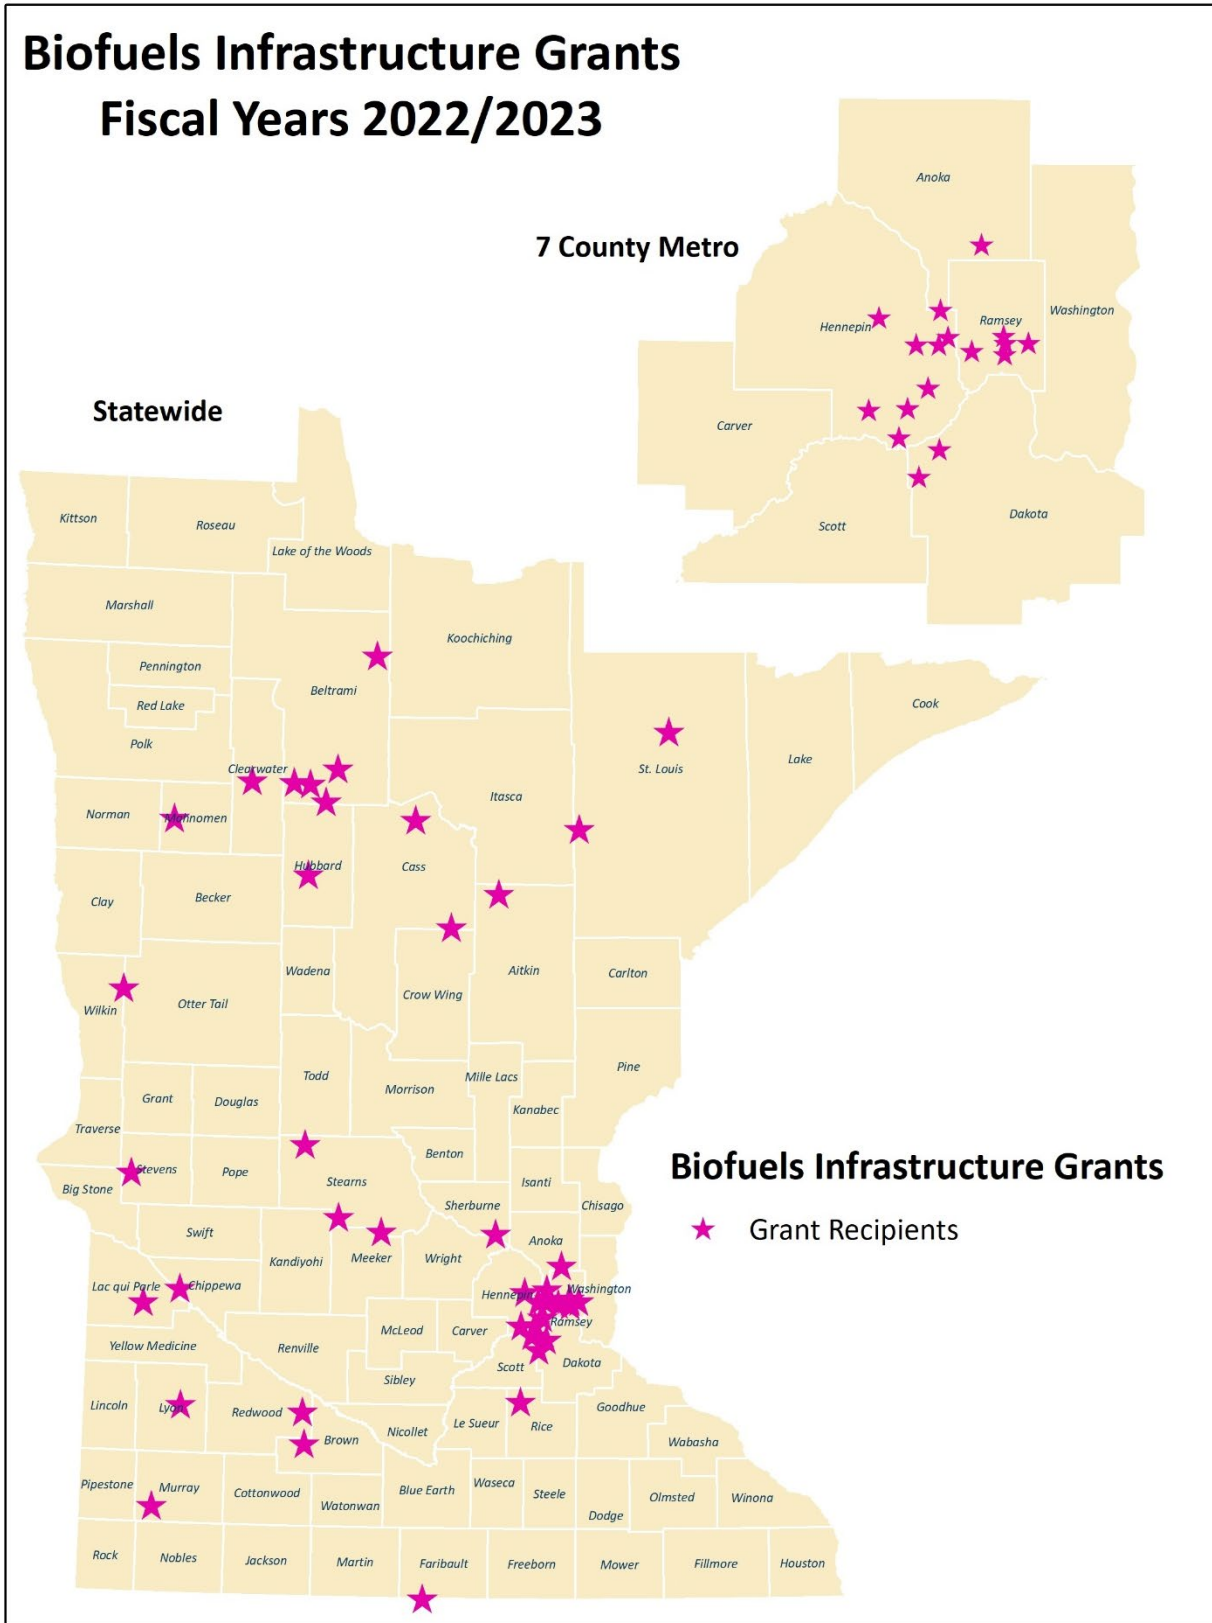 Biofuels Infrastructure Grants
Fiscal Years 2022/2023
7 County Metro
Anoka
Hennepin
Ramsey
Washington
Carver
Scott
Dakota
Statewide
Kittson
Roseau
Lake of the Woods
Marshall
Koochiching
Pennington
Beltrami
Red Lake
Polk
Clearwater
St. Louis
Lake
Cook
Itasca
Norman
Mahnomen
Hubbard
Cass
Clay
Becker
Wadena
Aitkin
Carlton
Crow Wing
Wilkin
Otter Tail
Todd
Mille Lacs
Pine
Morrison
Grant
Douglas
Kanabec
Traverse
Benton
Stevens
Pope
Stearns
Isanti
Big Stone
Sherburne
Chisago
Biofuels Infrastructure Grants
Grant Recipients
Swift
Anoka
Kandiyohi
Meeker
Wright
Lac qui Parle
Chippewa
Hennepin
Washington
Ramsey
McLeod
Carver
Yellow Medicine
Renville
Scott
Dakota
Sibley
Lincoln
Lyon
Redwood
Nicollet
Le Sueur
Rice
Goodhue
Brown
Wabasha
Pipestone
Murray
Cottonwood
Watonwan
Blue Earth
Waseca
Steele
Dodge
Olmsted
Winona
Rock
Nobles
Jackson
Martin
Faribault
Freeborn
Mower
Fillmore
Houston